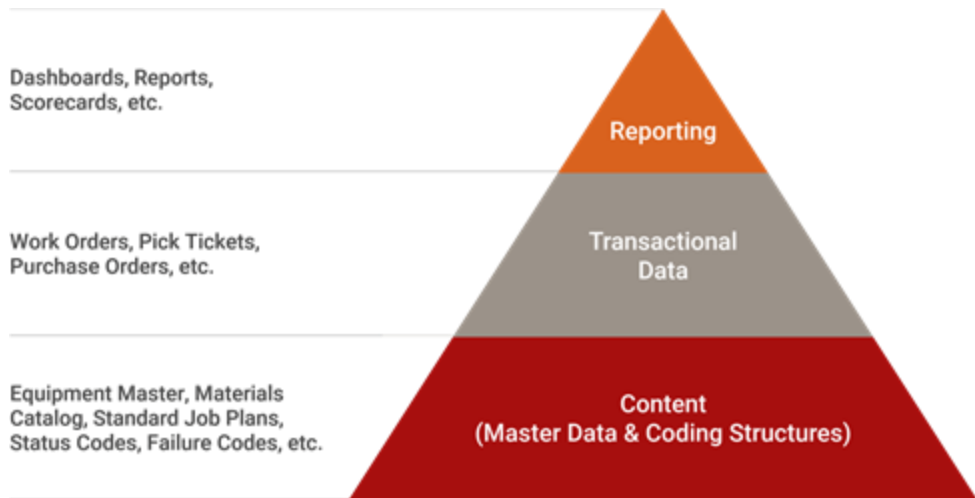 Dashboards, Reports,
Scorecards, etc.
Reporting
Work Orders, Pick Tickets,
Purchase Orders, etc.
Transactional
Data
Equipment Master, Materials
Catalog, Standard Job Plans,
Status Codes, Failure Codes, etc.
Content
(Master Data & Coding Structures)